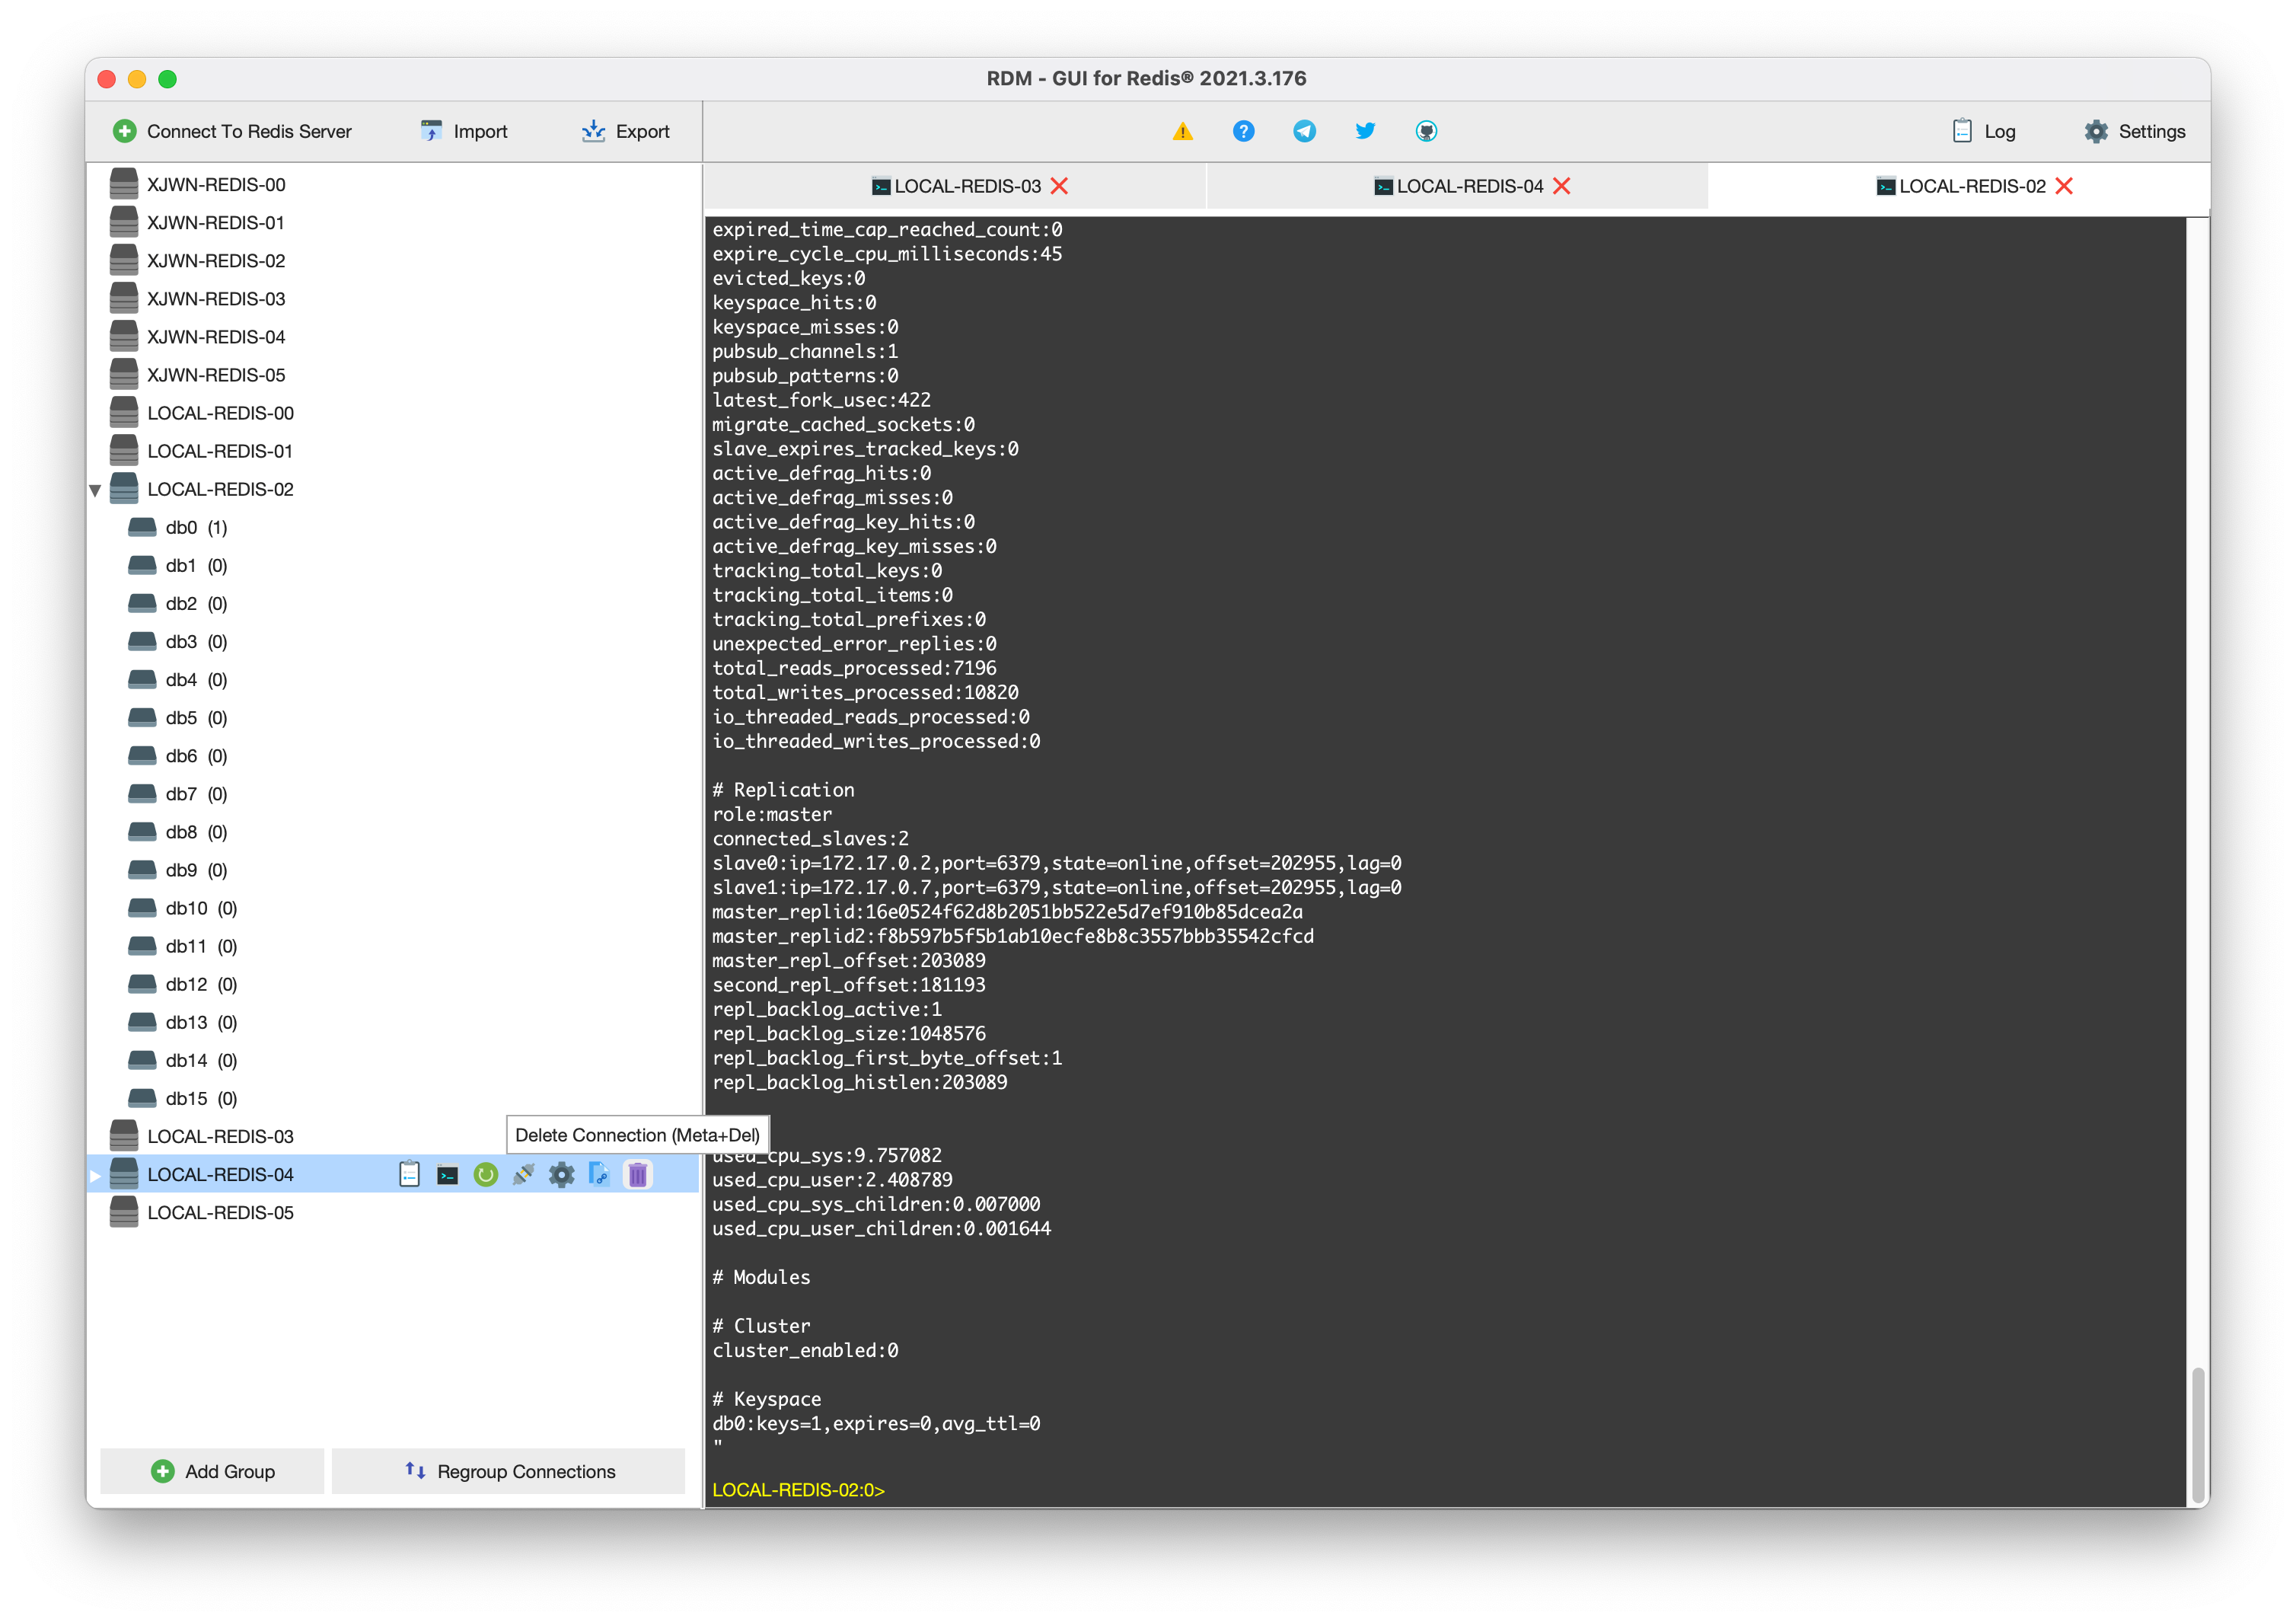 RDM - GUI for Redis® 2021.3.176
Connect To Redis Server
Import
Export
Log
Settings
XJWN-REDIS-00
XJWN-REDIS-01
XJWN-REDIS-02
XJWN-REDIS-03
XJWN-REDIS-04
XJWN-REDIS-05
LOCAL-REDIS-00
LOCAL-REDIS-01
LOCAL-REDIS-02
db0 (1)
db1 (0)
db2 (0)
db3 (0)
db4 (0)
db5 (0)
db6 (0)
db7 (0)
db8 (0)
db9 (0)
db10 (0)
db11 (0)
db12 (0)
db13 (0)
db14 (0)
db15 (0)
LOCAL-REDIS-03
Delete Connection (Meta+Del)
LOCAL-REDIS-04
LOCAL-REDIS-05
Add Group
Regroup Connections
LOCAL-REDIS-03
LOCAL-REDIS-04
LOCAL-REDIS-02
expired_time_cap_reached_count:0
expire_cycle_cpu_milliseconds:45
evicted_keys:0
keyspace_hits:0
keyspace_misses:0
pubsub_channels:1
pubsub_patterns:0
latest_fork_usec:422
migrate_cached_sockets:0
slave_expires_tracked_keys:0
active_defrag_hits:0
active_defrag_misses:0
active_defrag_key_hits:0
active_defrag_key_misses:0
tracking_total_keys:0
tracking_total_items:0
tracking_total_prefixes:0
unexpected_error_replies:0
total_reads_processed:7196
total_writes_processed:10820
io_threaded_reads_processed:0
io_threaded_writes_processed:0
# Replication
role:master
connected_slaves:2
slave0:ip=172.17.0.2,port=6379,state=online,offset=202955,lag=0
slave1:ip=172.17.0.7,port=6379,state=online,offset=202955,lag=0
master_replid:16e0524f62d8b2051bb522e5d7ef910b85dcea2a
master_replid2:f8b597b5f5b1ab10ecfe8b8c3557bbb35542cfcd
master_repl_offset:203089
second_repl_offset:181193
repl_backlog_active:1
repl_backlog_size:1048576
repl_backlog_first_byte_offset:1
repl_backlog_histlen:203089
used_cpu_sys:9.757082
used_cpu_user:2.408789
used_cpu_sys_children:0.007000
used_cpu_user_children:0.001644
# Modules
# Cluster
cluster_enabled:0
# Keyspace
db0:keys=1,expires=0,avg_ttl=0
"
LOCAL-REDIS-02:0>